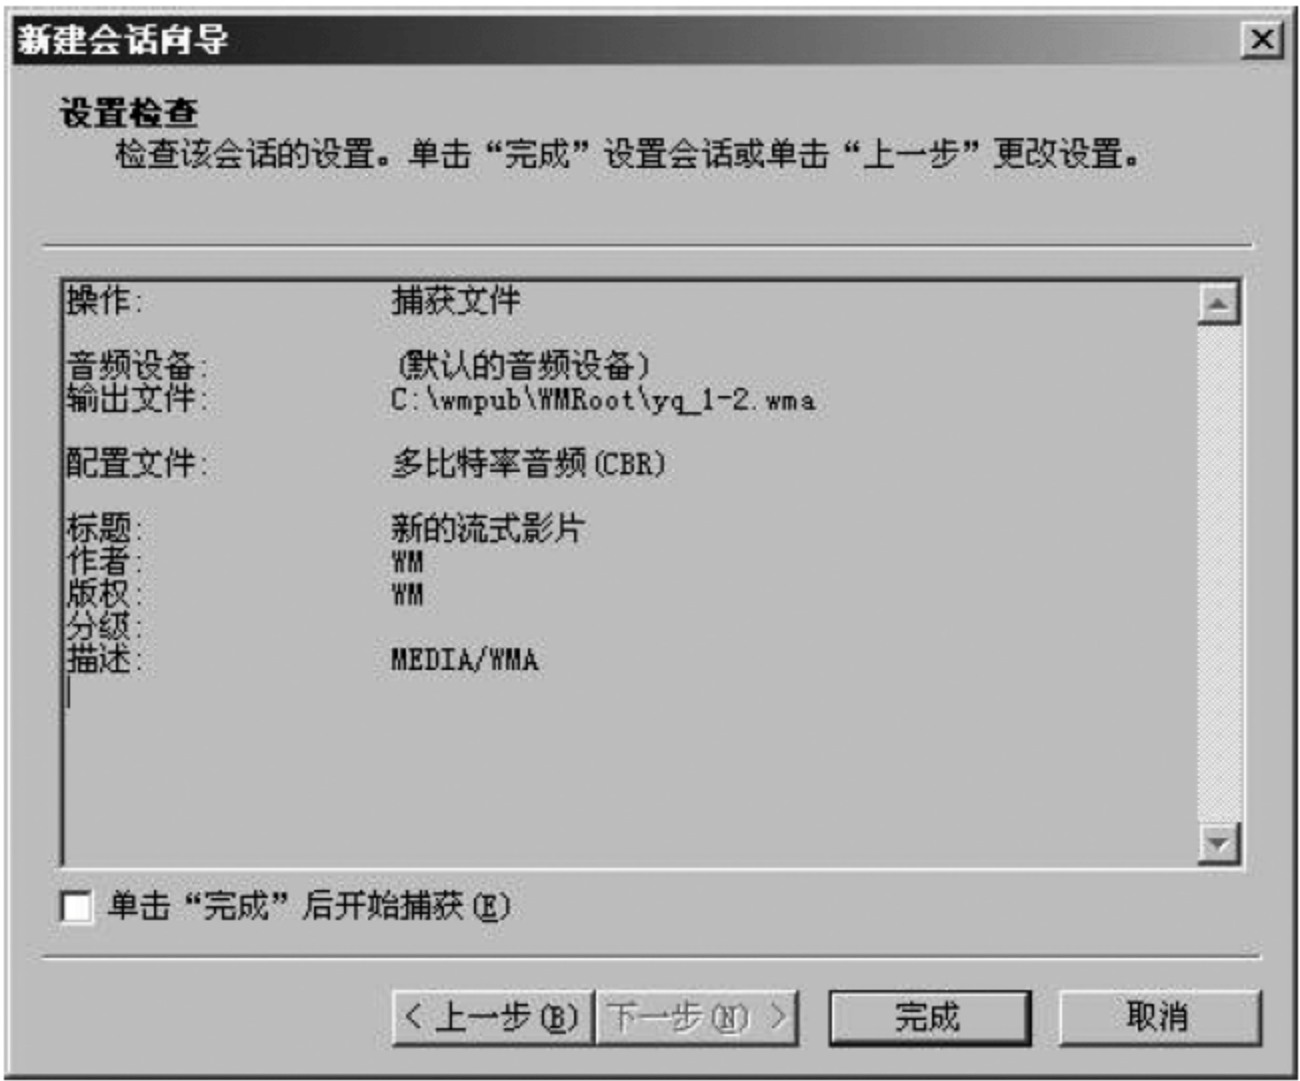 新建会话向导
设置检查
检查该会话的设置。单击“完成”设置会话或单击“上一步”更改设置。
操作: 捕获文件
音频设备: (默认的音频设备)
输出文件: C:\wmpub\WMRoot\yq_1-2.wma
配置文件: 多比特率音频(CBR)
标题: 新的流式影片
作者: WM
版权: WM
分级:
描述: MEDIA/WMA
单击“完成”后开始捕获(E)
< 上一步(B) 下一步(N) > 完成 取消